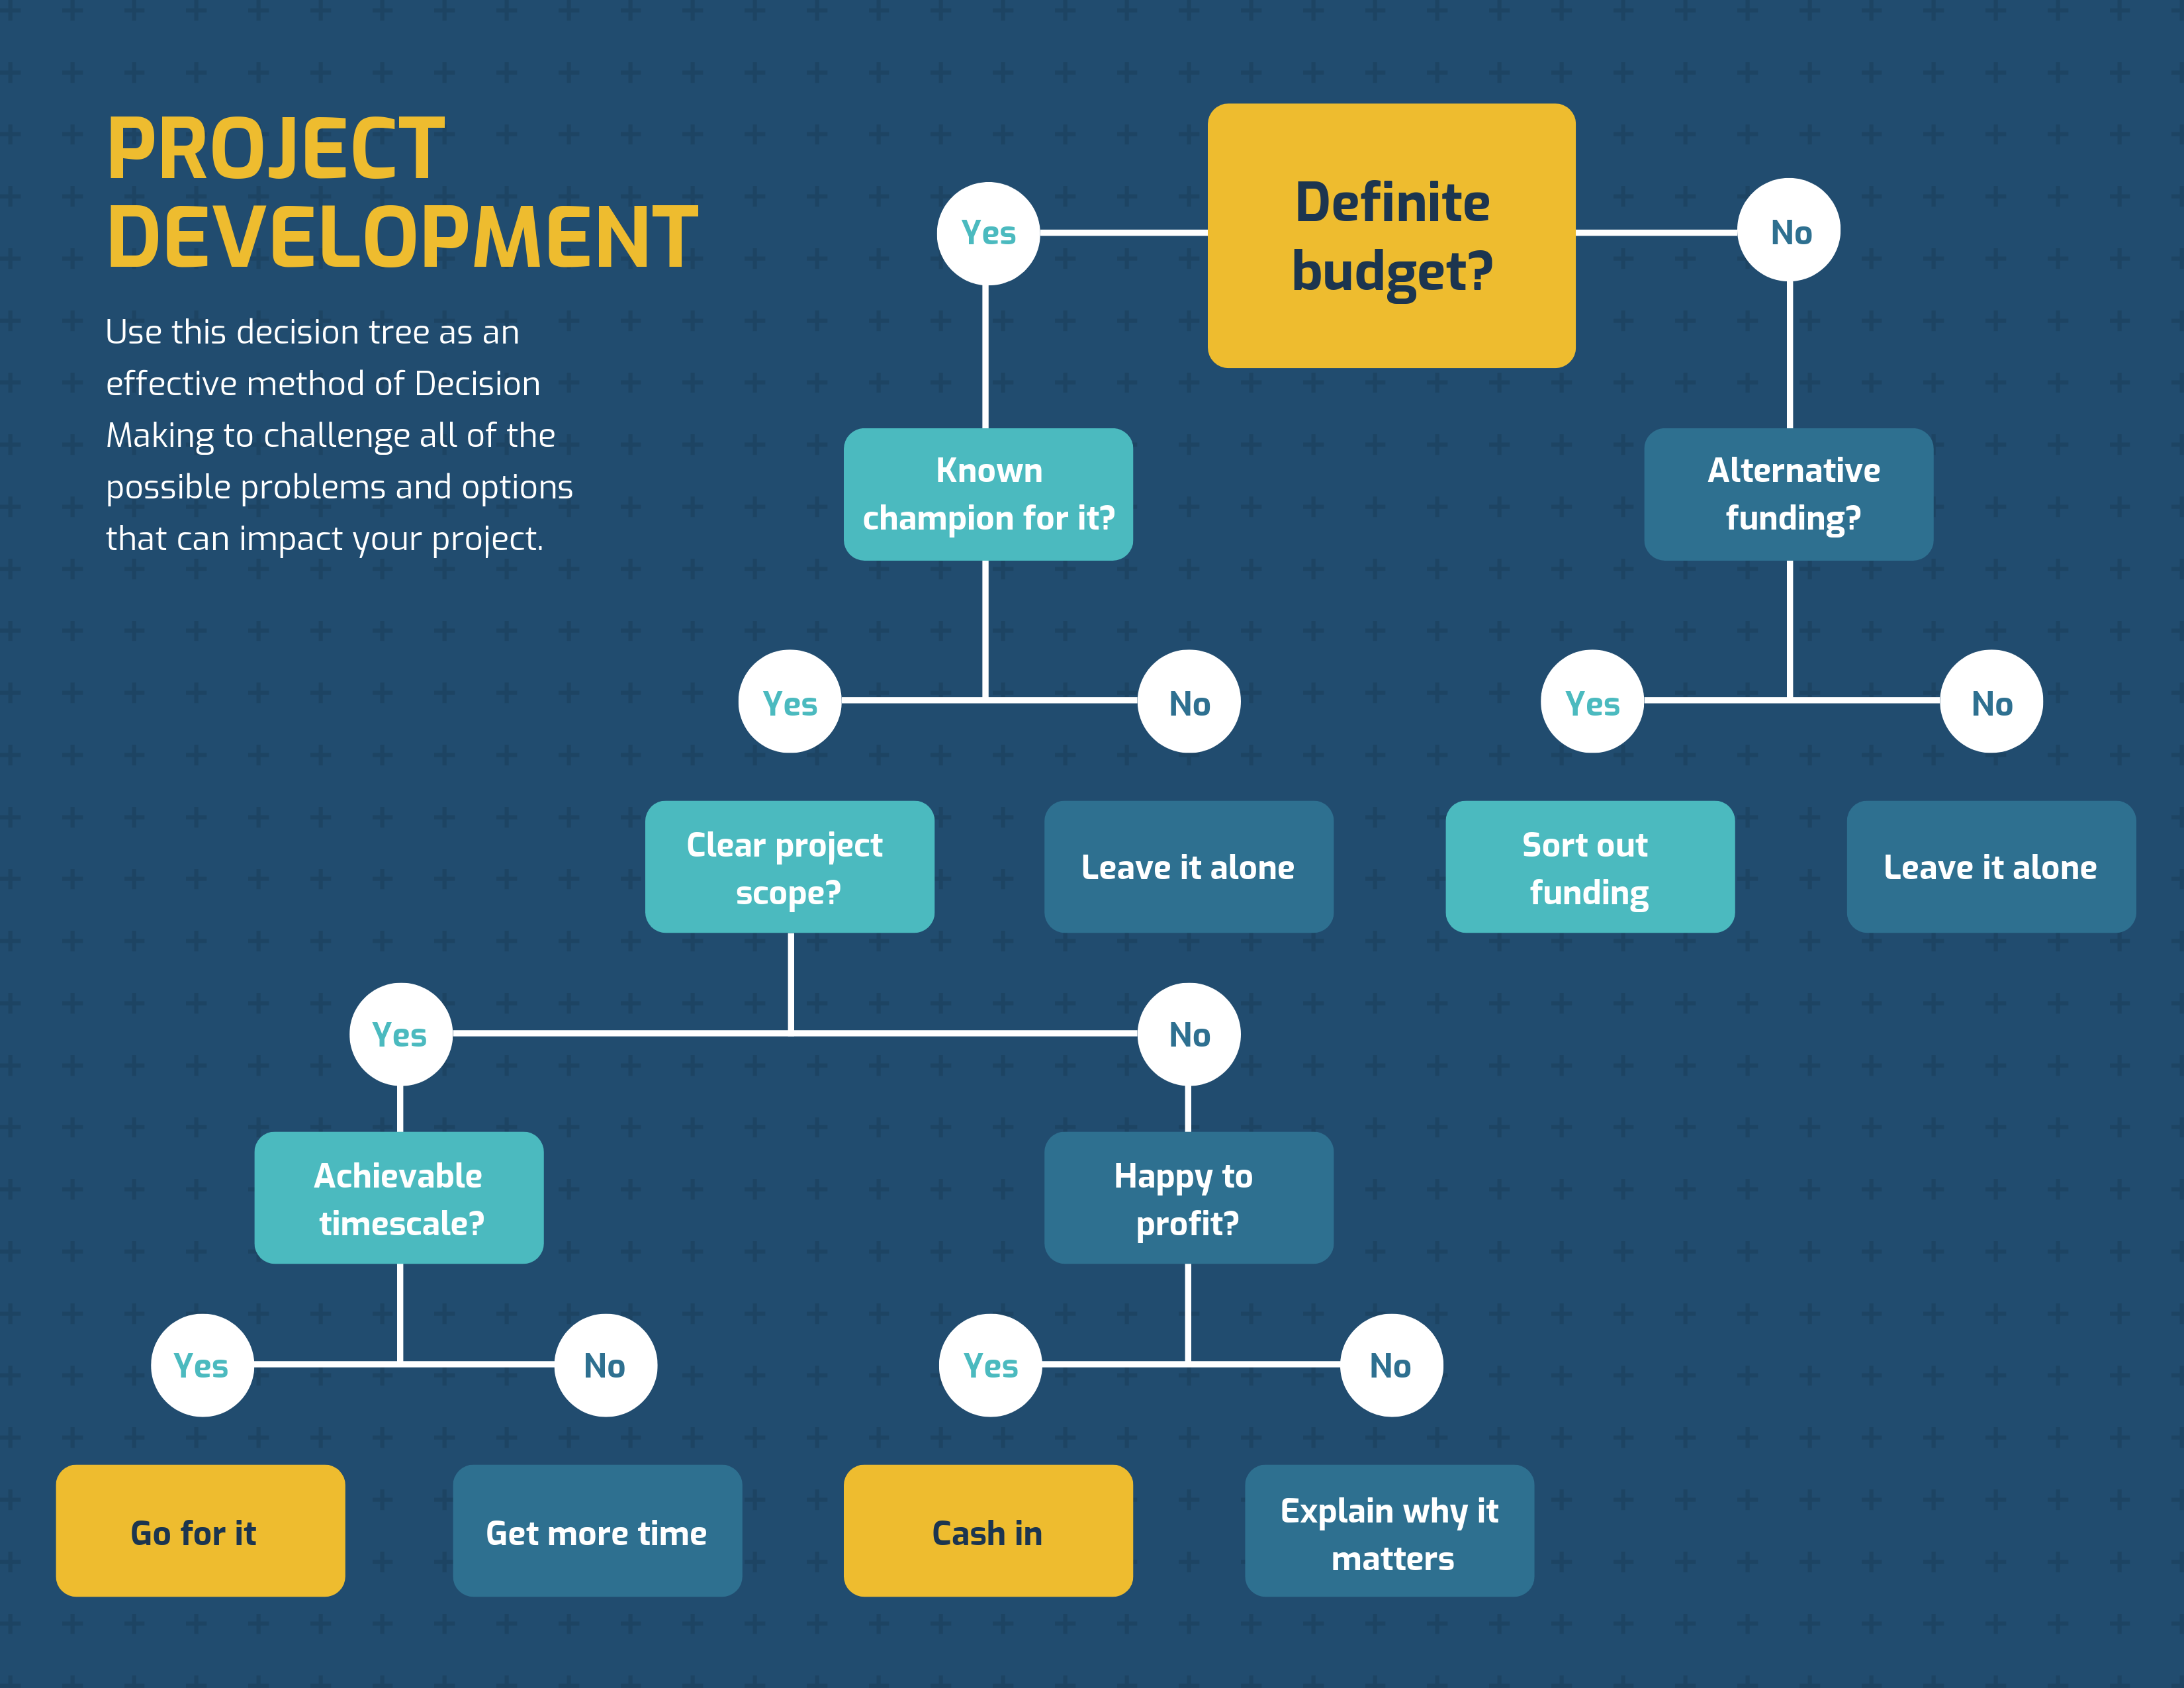 PROJECT
DEVELOPMENT
Use this decision tree as an
effective method of Decision
Making to challenge all of the
possible problems and options
that can impact your project.
Definite
budget?
Yes
No
Known
champion for it?
Alternative
funding?
Yes
No
Yes
No
Clear project
scope?
Leave it alone
Sort out
funding
Leave it alone
Yes
No
Achievable
timescale?
Happy to
profit?
Yes
No
Yes
No
Go for it
Get more time
Cash in
Explain why it
matters